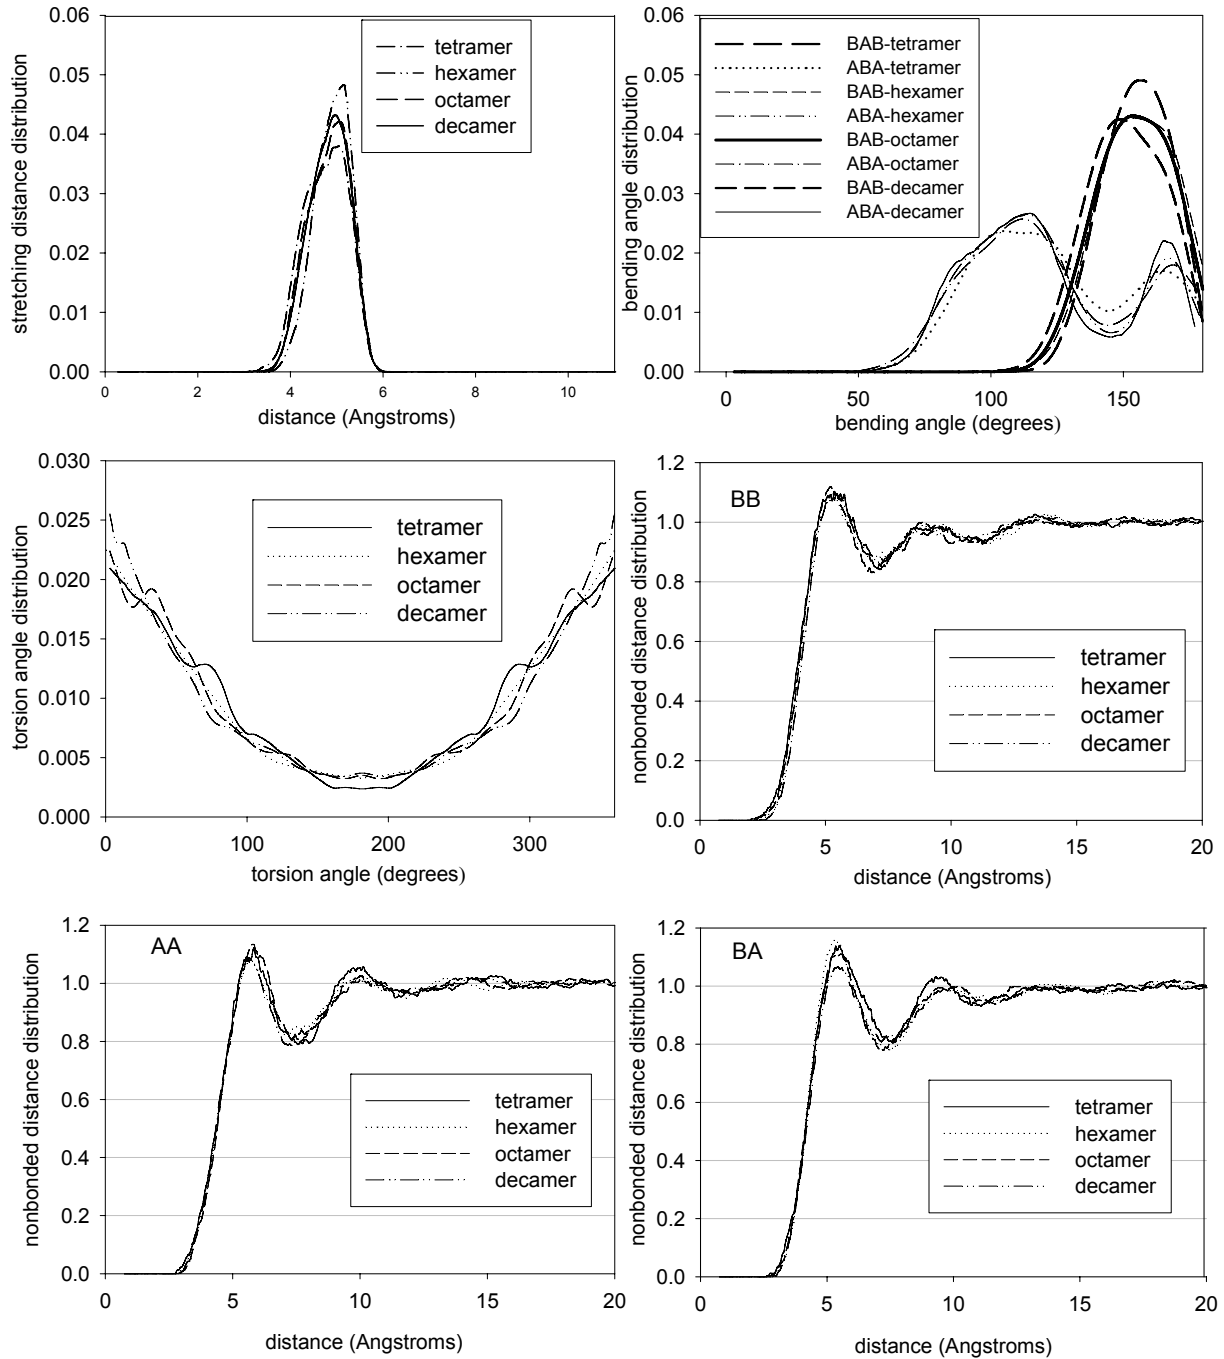 stretching distance distribution
0.06
0.05
0.04
0.03
0.02
0.01
0.00
tetramer
hexamer
octamer
decamer
0 2 4 6 8 10
distance (Angstroms)
bending angle distribution
0.06
0.05
0.04
0.03
0.02
0.01
0.00
BAB-tetramer
ABA-tetramer
BAB-hexamer
ABA-hexamer
BAB-octamer
ABA-octamer
BAB-decamer
ABA-decamer
0 50 100 150
bending angle (degrees)
torsion angle distribution
0.030
0.025
0.020
0.015
0.010
0.005
0.000
tetramer
hexamer
octamer
decamer
0 100 200 300
torsion angle (degrees)
nonbonded distance distribution
1.2
1.0
0.8
0.6
0.4
0.2
0.0
BB
tetramer
hexamer
octamer
decamer
0 5 10 15 20
distance (Angstroms)
nonbonded distance distribution
1.2
1.0
0.8
0.6
0.4
0.2
0.0
AA
tetramer
hexamer
octamer
decamer
0 5 10 15 20
distance (Angstroms)
nonbonded distance distribution
1.2
1.0
0.8
0.6
0.4
0.2
0.0
BA
tetramer
hexamer
octamer
decamer
0 5 10 15 20
distance (Angstroms)